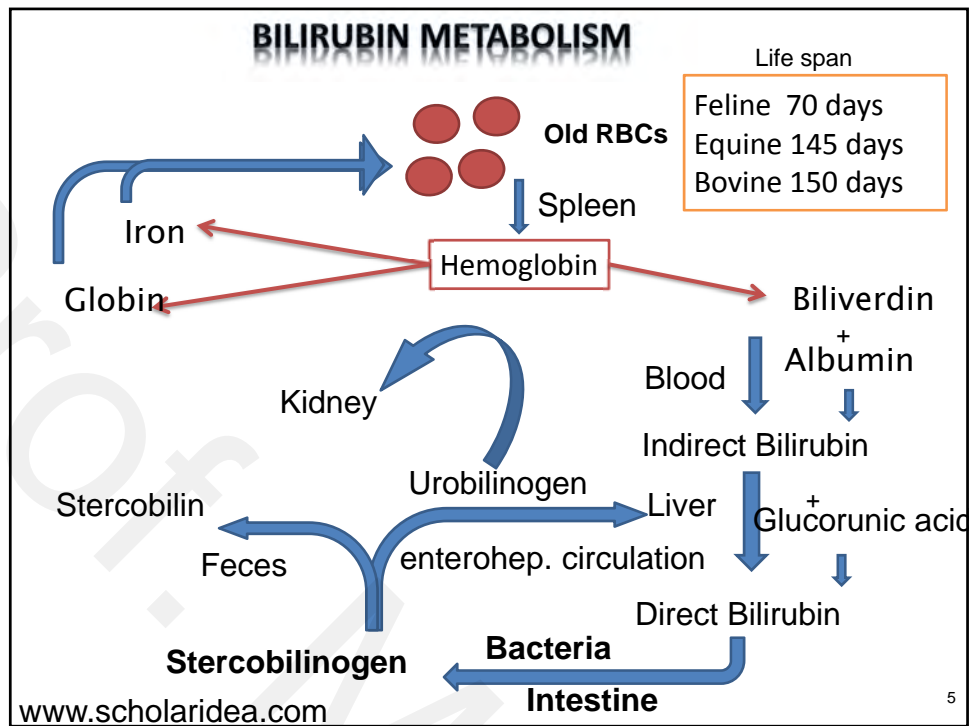 BILIRUBIN METABOLISM
Life span
Feline 70 days
Equine 145 days
Bovine 150 days
Old RBCs
Spleen
Iron
Hemoglobin
Globin
Biliverdin
+
Albumin
Blood
Kidney
Indirect Bilirubin
Urobilinogen
Stercobilin
Liver
+
Glucorunic acid
Feces
enterohep. circulation
Direct Bilirubin
Stercobilinogen
Bacteria
Intestine
www.scholaridea.com
5
Prof. M